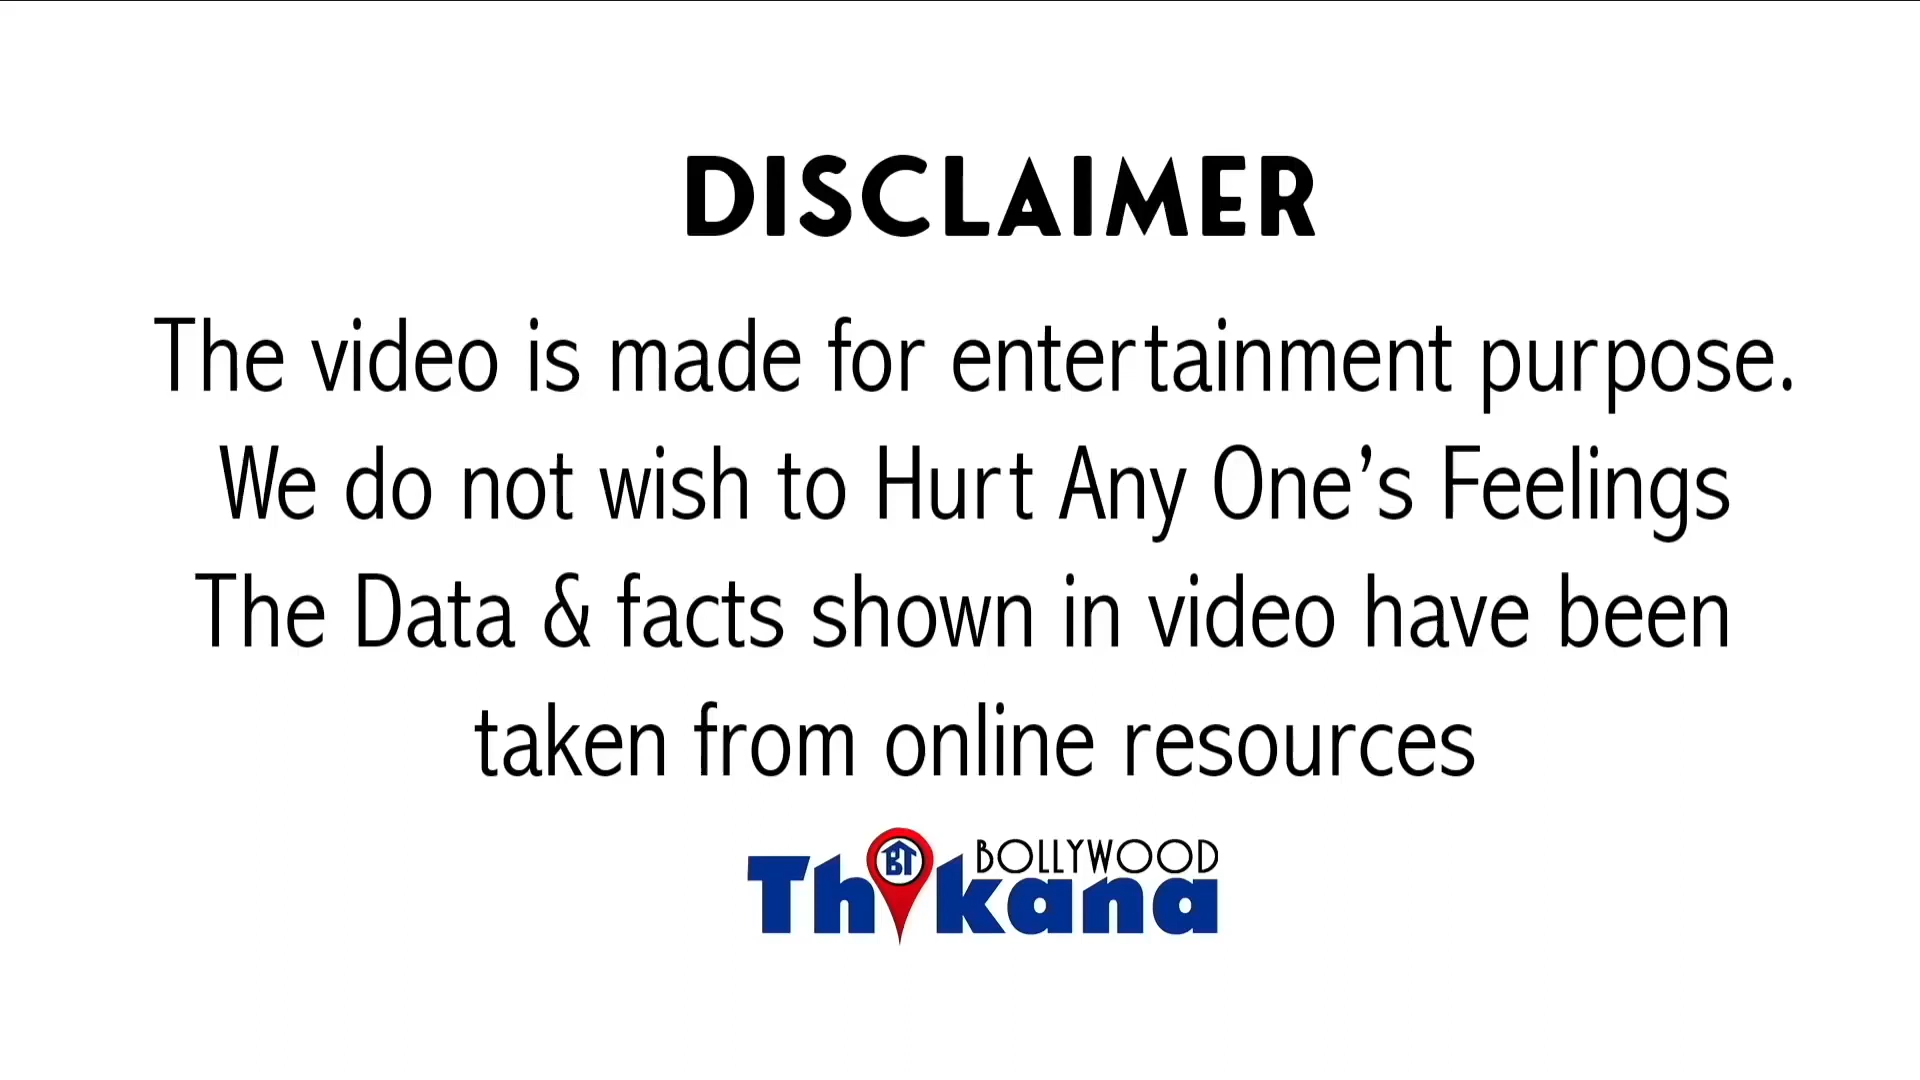 DISCLAIMER
The video is made for entertainment purpose.
We do not wish to Hurt Any One’s Feelings
The Data & facts shown in video have been
taken from online resources
BOLLYWOOD
BT
Thikana